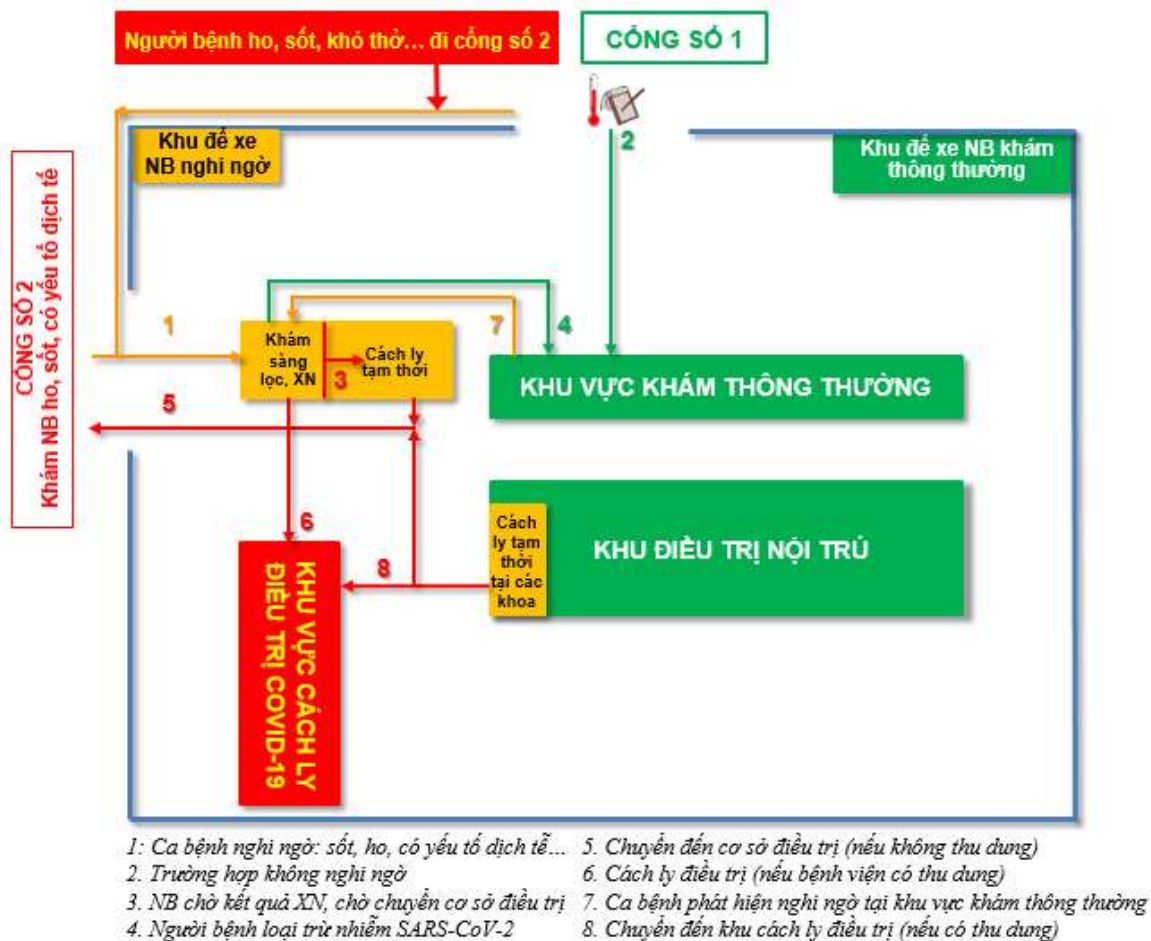 Người bệnh ho, sốt, khó thở… đi cổng số 2
CỔNG SỐ 1
Khu để xe
NB nghi ngờ
2
Khu để xe NB khám
thông thường
CỔNG SỐ 2
Khám NB ho, sốt, có yếu tố dịch tễ
1
7
4
Khám
sàng
lọc, XN
3
Cách ly
tạm thời
KHU VỰC KHÁM THÔNG THƯỜNG
5
6
Cách
ly tạm
thời
tại các
khoa
KHU ĐIỀU TRỊ NỘI TRÚ
8
KHU VỰC CÁCH LY
ĐIỀU TRỊ COVID-19
1: Ca bệnh nghi ngờ: sốt, ho, có yếu tố dịch tễ...
2. Trường hợp không nghi ngờ
3. NB chờ kết quả XN, chờ chuyển cơ sở điều trị
4. Người bệnh loại trừ nhiễm SARS-CoV-2
5. Chuyển đến cơ sở điều trị (nếu không thu dung)
6. Cách ly điều trị (nếu bệnh viện có thu dung)
7. Ca bệnh phát hiện nghi ngờ tại khu vực khám thông thường
8. Chuyển đến khu cách ly điều trị (nếu có thu dung)